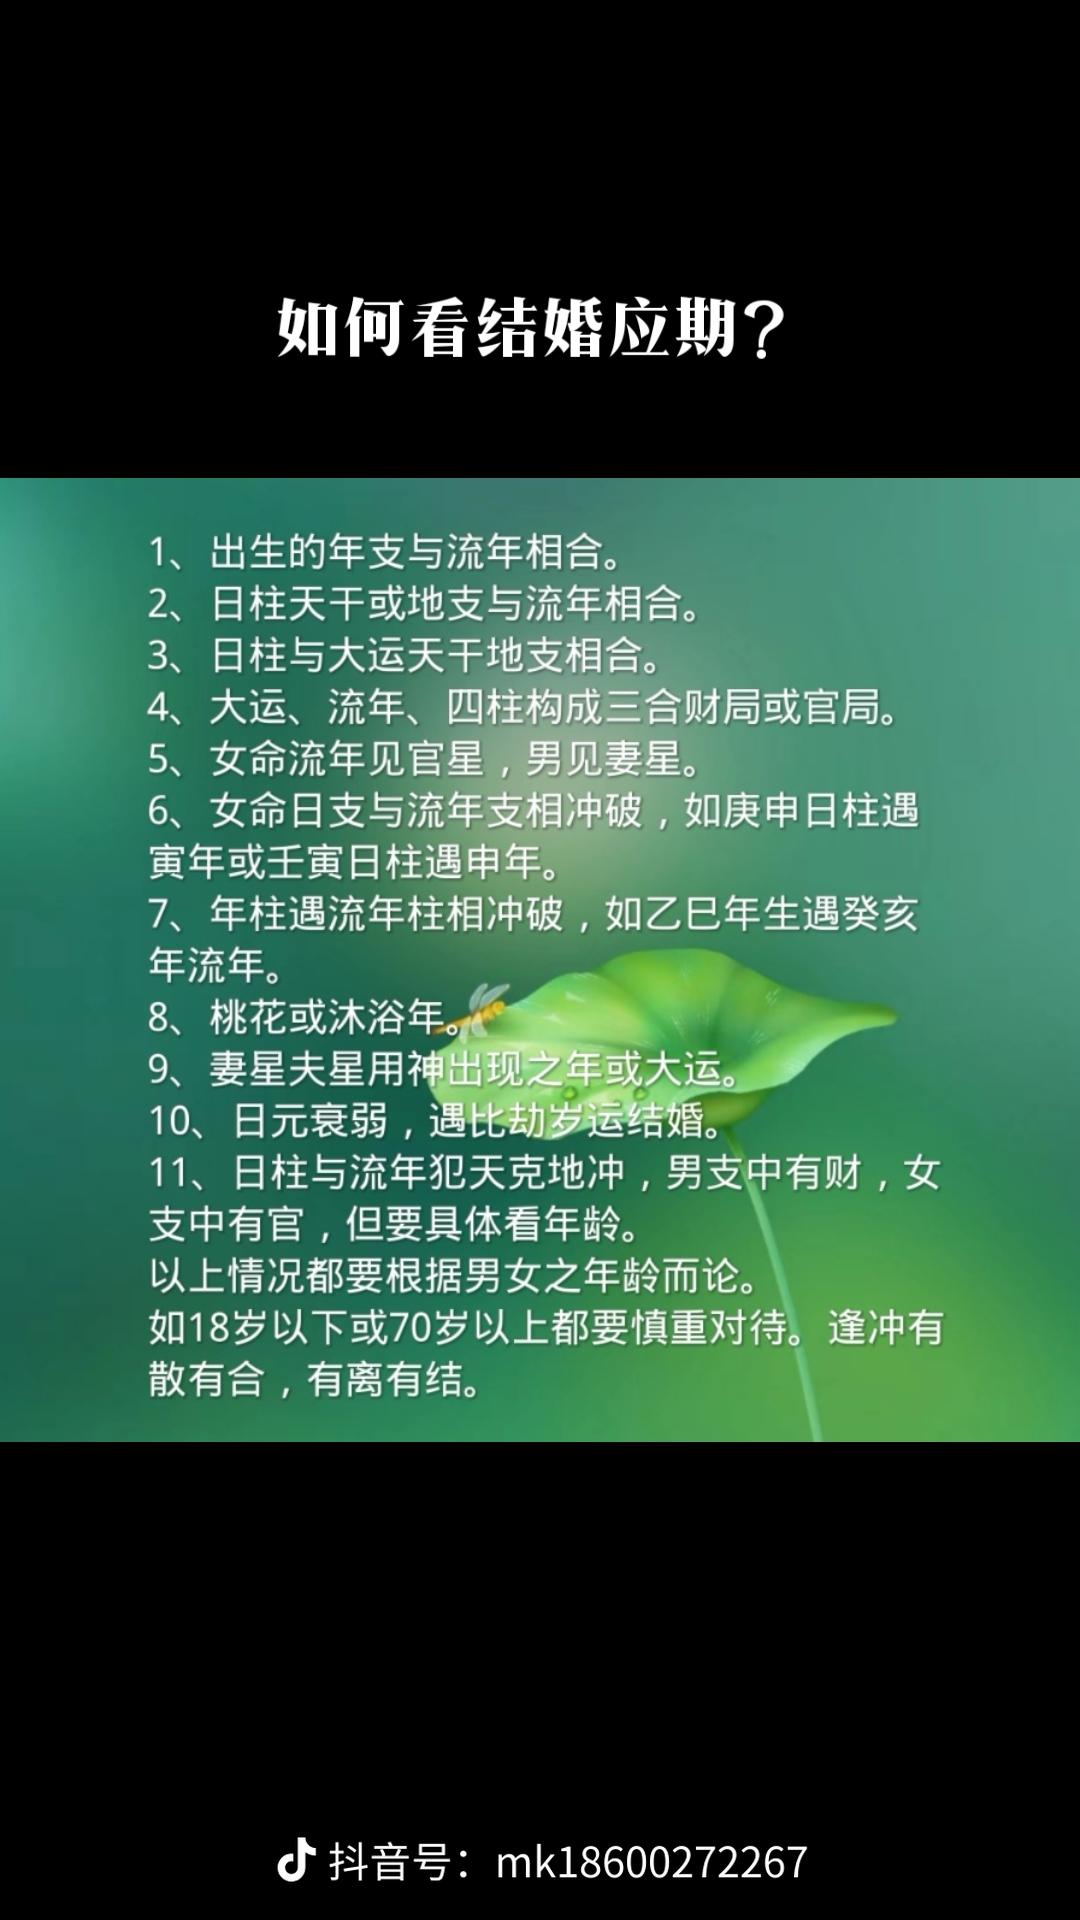 如何看结婚应期？
1、出生的年支与流年相合。
2、日柱天干或地支与流年相合。
3、日柱与大运天干地支相合。
4、大运、流年、四柱构成三合财局或官局。
5、女命流年见官星，男见妻星。
6、女命日支与流年支相冲破，如庚申日柱遇
寅年或壬寅日柱遇申年。
7、年柱遇流年柱相冲破，如乙巳年生遇癸亥
年流年。
8、桃花或沐浴年。
9、妻星夫星用神出现之年或大运。
10、日元衰弱，遇比劫岁运结婚。
11、日柱与流年犯天克地冲，男支中有财，女
支中有官，但要具体看年龄。
以上情况都要根据男女之年龄而论。
如18岁以下或70岁以上都要慎重对待。逢冲有
散有合，有离有结。
抖音号：mk18600272267